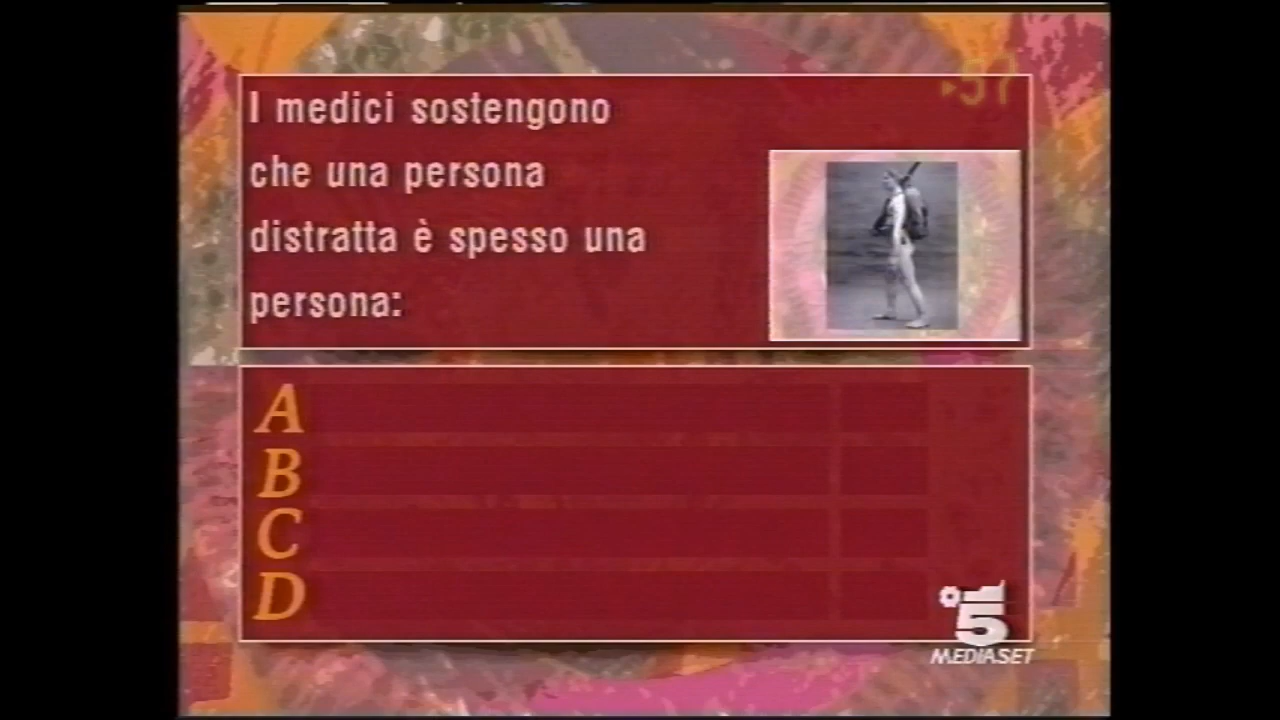 I medici sostengono
che una persona
distratta è spesso una
persona:
A
B
C
D
5
MEDIASET